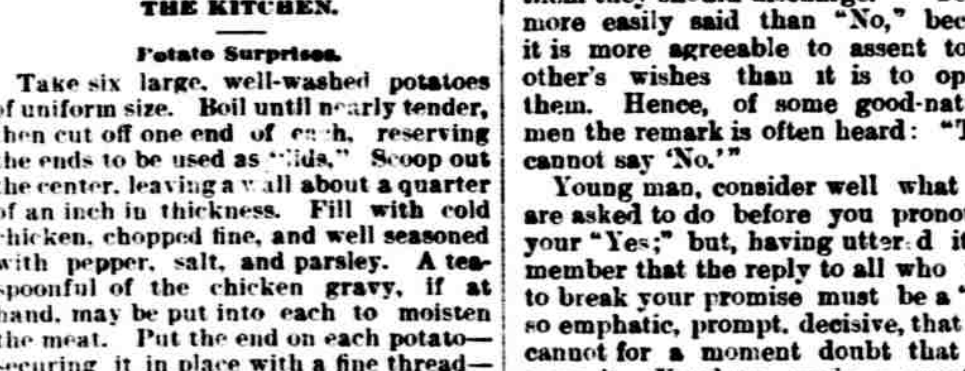 THE KITCHEN.
Potato Surprises.
Take six large, well-washed potatoes
of uniform size. Boil until nearly tender,
then cut off one end of each, reserving
the ends to be used as "lids." Scoop out
the center, leaving a wall about a quarter
of an inch in thickness. Fill with cold
chicken, chopped fine, and well seasoned
with pepper, salt, and parsley. A tea-
spoonful of the chicken gravy, if at
hand, may be put into each to moisten
the meat. Put the end on each potato—
securing it in place with a fine thread—
more easily said than "No," bec
it is more agreeable to assent to
other's wishes than it is to op
them. Hence, of some good-nat
men the remark is often heard: "T
cannot say 'No.'"
Young man, consider well what
are asked to do before you pronou
your "Yes;" but, having uttered it
member that the reply to all who
to break your promise must be a "
so emphatic, prompt, decisive, that
cannot for a moment doubt that